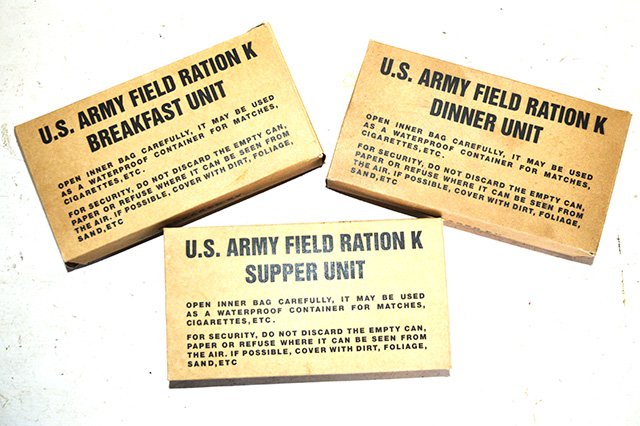 U.S. ARMY FIELD RATION K
BREAKFAST UNIT
OPEN INNER BAG CAREFULLY, IT MAY BE USED
AS A WATERPROOF CONTAINER FOR MATCHES,
CIGARETTES, ETC.
FOR SECURITY, DO NOT DISCARD THE EMPTY CAN,
PAPER OR REFUSE WHERE IT CAN BE SEEN FROM
THE AIR. IF POSSIBLE, COVER WITH DIRT, FOLIAGE,
SAND,ETC
U.S. ARMY FIELD RATION K
DINNER UNIT
OPEN INNER BAG CAREFULLY, IT MAY BE USED
AS A WATERPROOF CONTAINER FOR MATCHES,
CIGARETTES, ETC.
FOR SECURITY, DO NOT DISCARD THE EMPTY CAN,
PAPER OR REFUSE WHERE IT CAN BE SEEN FROM
THE AIR. IF POSSIBLE, COVER WITH DIRT, FOLIAGE,
SAND,ETC
U.S. ARMY FIELD RATION K
SUPPER UNIT
OPEN INNER BAG CAREFULLY, IT MAY BE USED
AS A WATERPROOF CONTAINER FOR MATCHES,
CIGARETTES, ETC.
FOR SECURITY, DO NOT DISCARD THE EMPTY CAN,
PAPER OR REFUSE WHERE IT CAN BE SEEN FROM
THE AIR. IF POSSIBLE, COVER WITH DIRT, FOLIAGE,
SAND,ETC